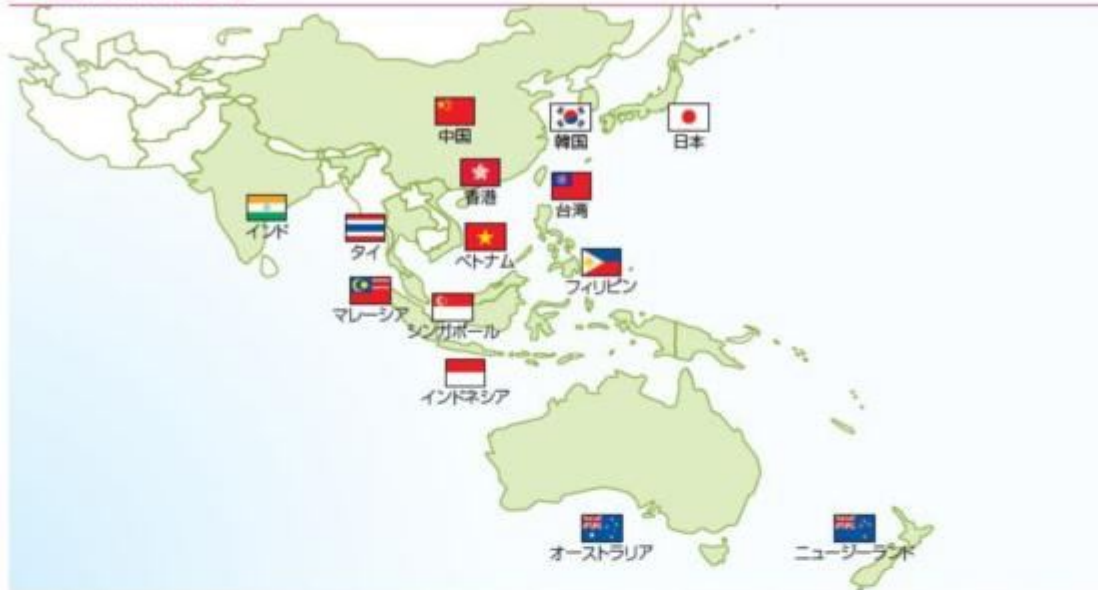 中国
韓国
日本
香港
台湾
インド
タイ
ベトナム
フィリピン
マレーシア
シンガポール
インドネシア
オーストラリア
ニュージーランド